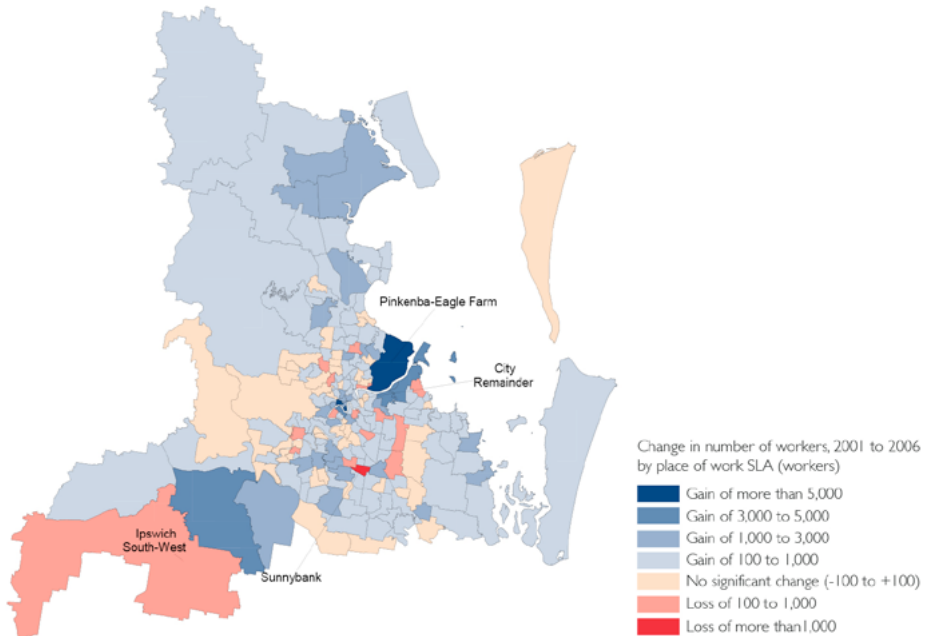 Pinkenba-Eagle Farm
City
Remainder
Ipswich
South-West
Sunnybank
Change in number of workers, 2001 to 2006
by place of work SLA (workers)
Gain of more than 5,000
Gain of 3,000 to 5,000
Gain of 1,000 to 3,000
Gain of 100 to 1,000
No significant change (-100 to +100)
Loss of 100 to 1,000
Loss of more than1,000